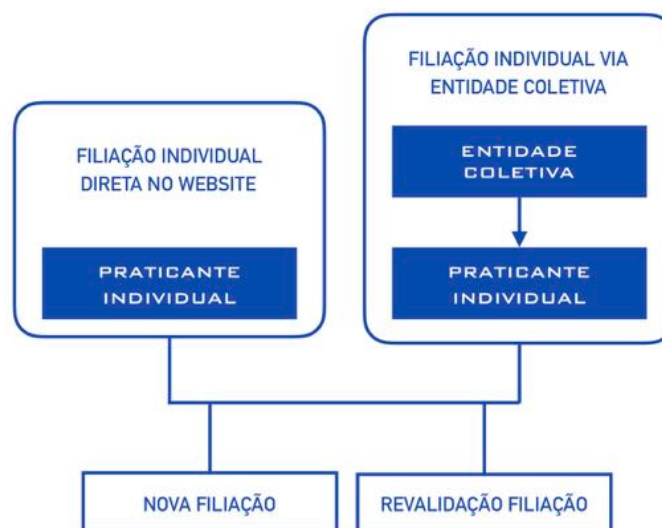 FILIAÇÃO INDIVIDUAL
DIRETA NO WEBSITE
PRATICANTE
INDIVIDUAL
FILIAÇÃO INDIVIDUAL VIA
ENTIDADE COLETIVA
ENTIDADE
COLETIVA
PRATICANTE
INDIVIDUAL
NOVA FILIAÇÃO
REVALIDAÇÃO FILIAÇÃO